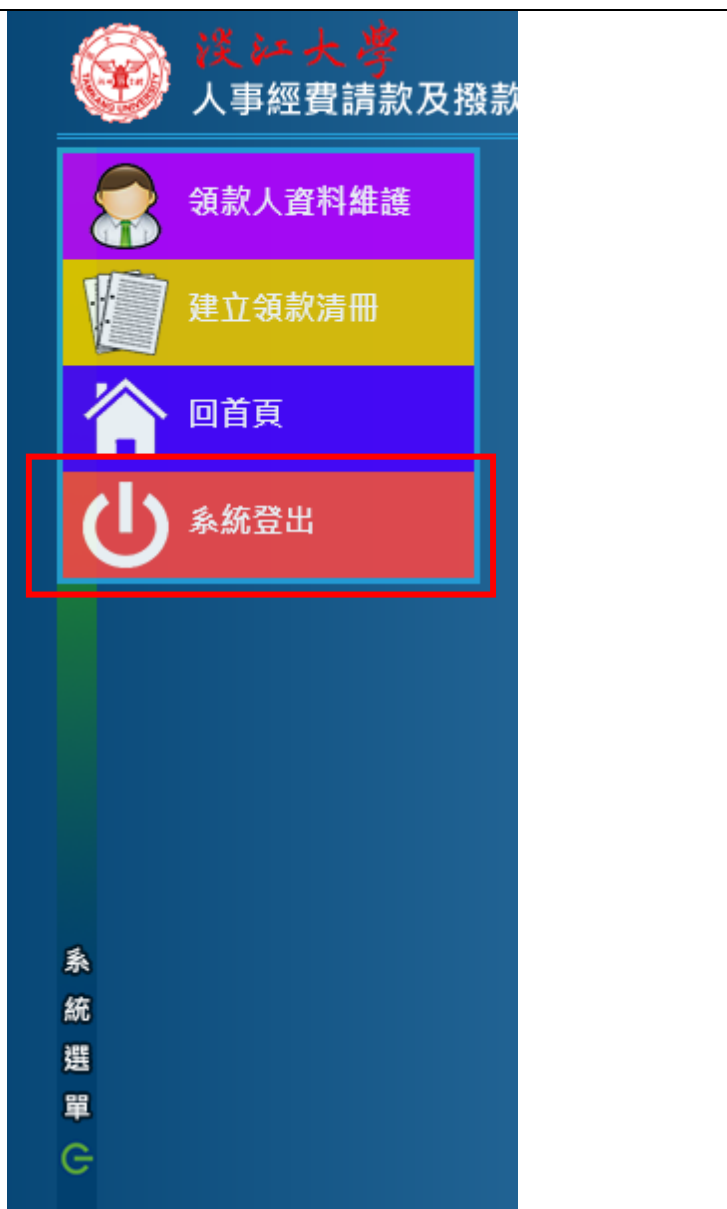 淡江大學
人事經費請款及撥款
領款人資料維護
建立領款清冊
回首頁
系統登出
系
統
選
單